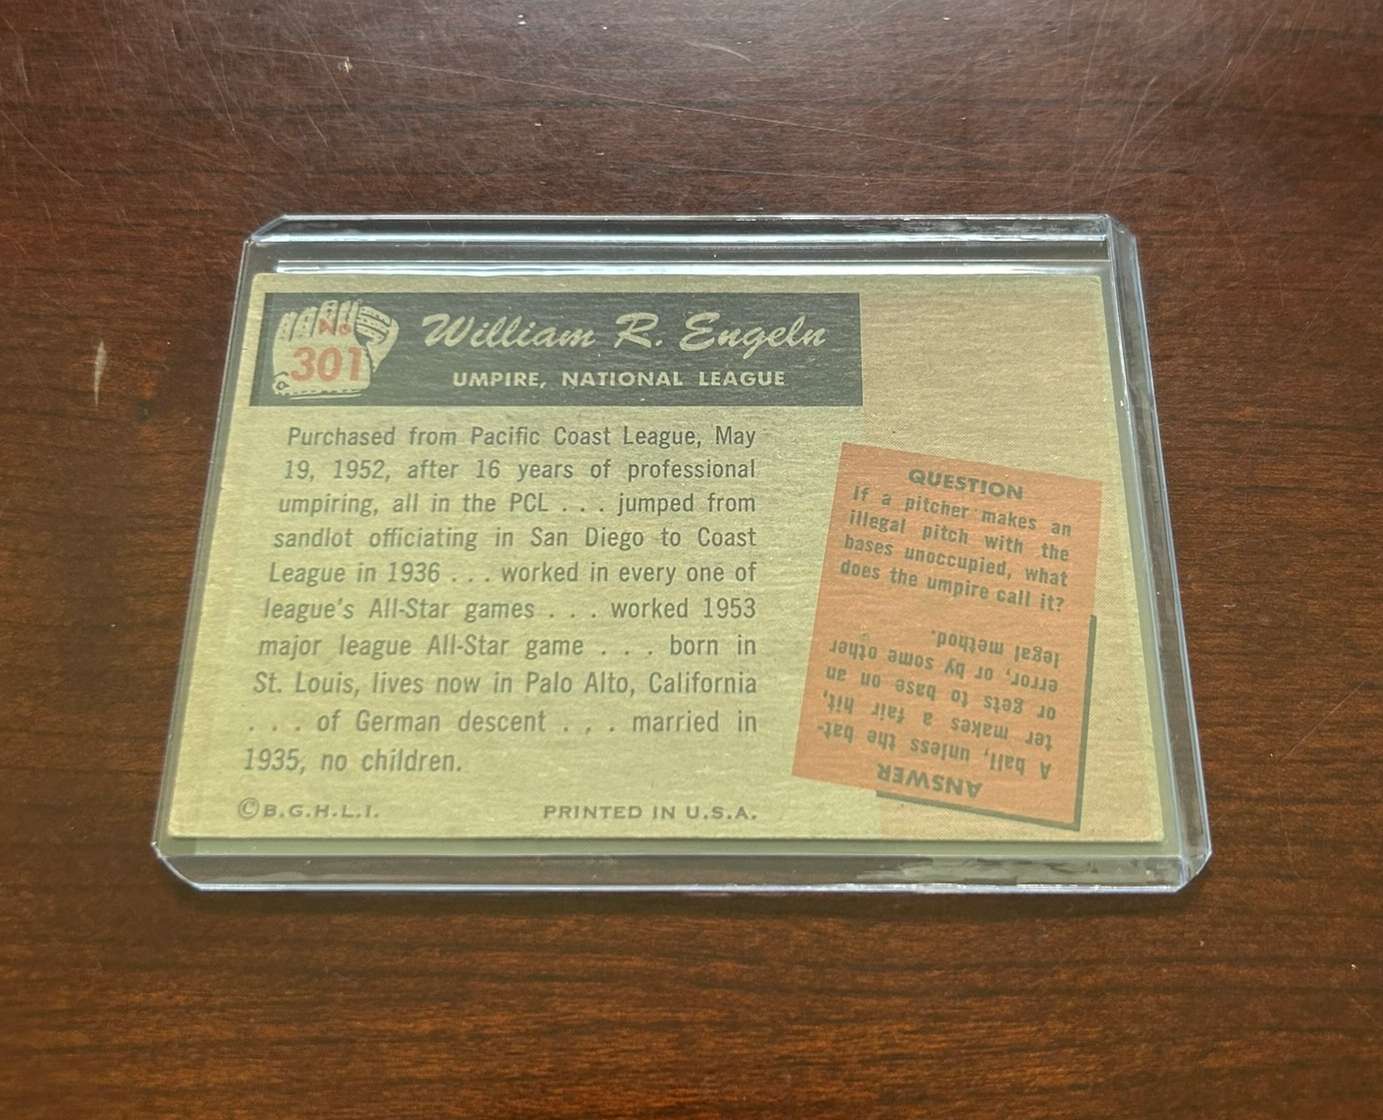 No
301
William R. Engeln
UMPIRE, NATIONAL LEAGUE
Purchased from Pacific Coast League, May
19, 1952, after 16 years of professional
umpiring, all in the PCL . . . jumped from
sandlot officiating in San Diego to Coast
League in 1936 . . . worked in every one of
league's All-Star games . . . worked 1953
major league All-Star game . . . born in
St. Louis, lives now in Palo Alto, California
. . . of German descent . . . married in
1935, no children.
©B.G.H.L.I.
PRINTED IN U.S.A.
QUESTION
If a pitcher makes an
illegal pitch with the
bases unoccupied, what
does the umpire call it?
ANSWER
A ball, unless the bat-
ter makes a fair hit,
or gets to base on an
error, or by some other
legal method.